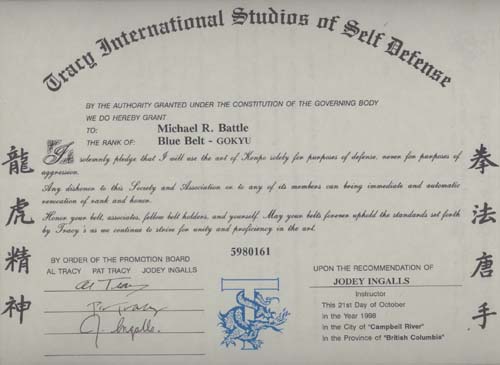 Tracy International Studios of Self Defense
BY THE AUTHORITY GRANTED UNDER THE CONSTITUTION OF THE GOVERNING BODY
WE DO HEREBY GRANT
TO: Michael R. Battle
THE RANK OF: Blue Belt - GOKYU
I solemnly pledge that I will use the art of Kenpo solely for purposes of defense, never for purposes of
aggression.
Any dishonor to this Society and Association or to any of its members can being immediate and automatic
revocation of rank and honor.
Honor your belt, associates, fellow belt holders, and yourself. May your belts forever uphold the standards set forth
by Tracy's as we continue to strive for unity and proficiency in the art.
龍虎精神
拳法唐手
5980161
BY ORDER OF THE PROMOTION BOARD
AL TRACY PAT TRACY JODEY INGALLS
Al Tracy
Pat Tracy
J. Ingalls
UPON THE RECOMMENDATION OF
JODEY INGALLS
Instructor
This 21st Day of October
In the Year 1998
In the City of "Campbell River"
In the Province of "British Columbia"